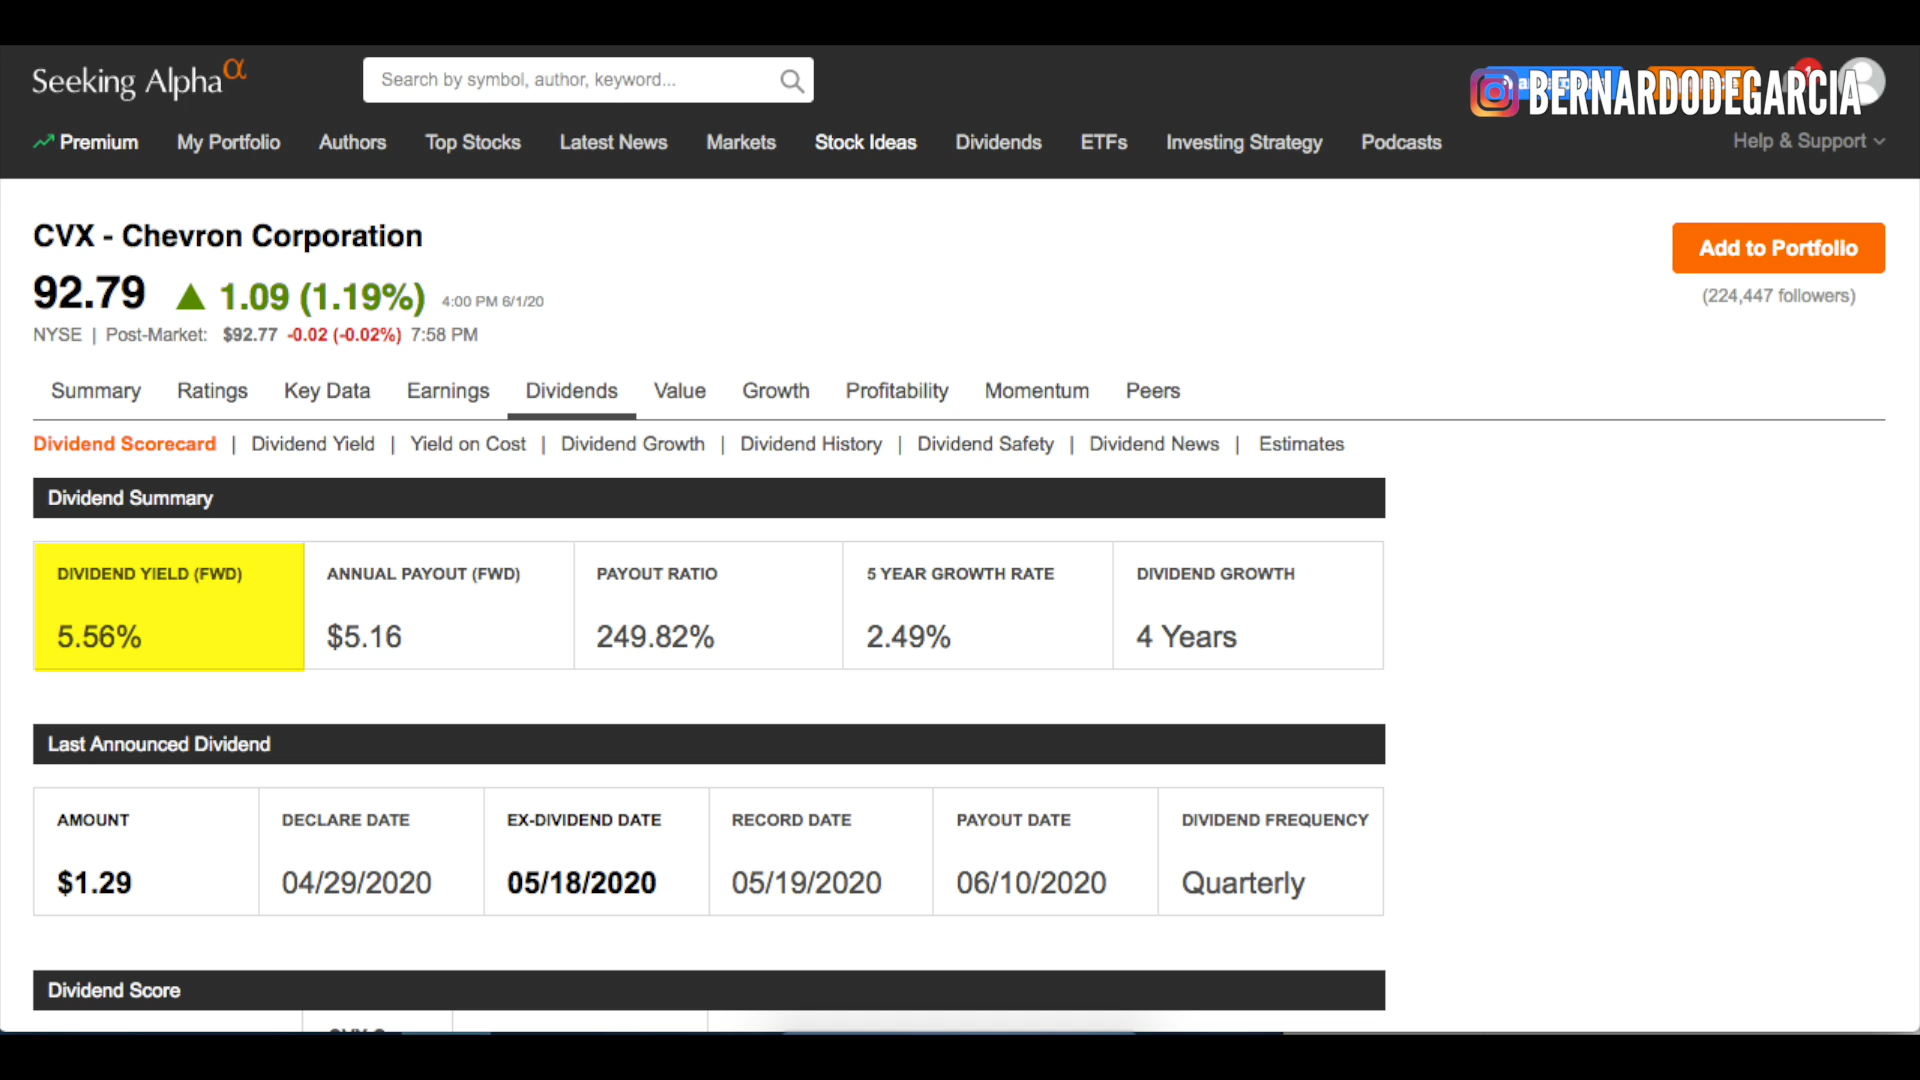 Seeking Alpha α
Search by symbol, author, keyword...
BERNARDODEGARCIA
Premium My Portfolio Authors Top Stocks Latest News Markets Stock Ideas Dividends ETFs Investing Strategy Podcasts Help & Support
CVX - Chevron Corporation
Add to Portfolio
92.79 ▲ 1.09 (1.19%) 4:00 PM 6/1/20
(224,447 followers)
NYSE | Post-Market: $92.77 -0.02 (-0.02%) 7:58 PM
Summary Ratings Key Data Earnings Dividends Value Growth Profitability Momentum Peers
Dividend Scorecard | Dividend Yield | Yield on Cost | Dividend Growth | Dividend History | Dividend Safety | Dividend News | Estimates
Dividend Summary
DIVIDEND YIELD (FWD) ANNUAL PAYOUT (FWD) PAYOUT RATIO 5 YEAR GROWTH RATE DIVIDEND GROWTH
5.56% $5.16 249.82% 2.49% 4 Years
Last Announced Dividend
AMOUNT DECLARE DATE EX-DIVIDEND DATE RECORD DATE PAYOUT DATE DIVIDEND FREQUENCY
$1.29 04/29/2020 05/18/2020 05/19/2020 06/10/2020 Quarterly
Dividend Score